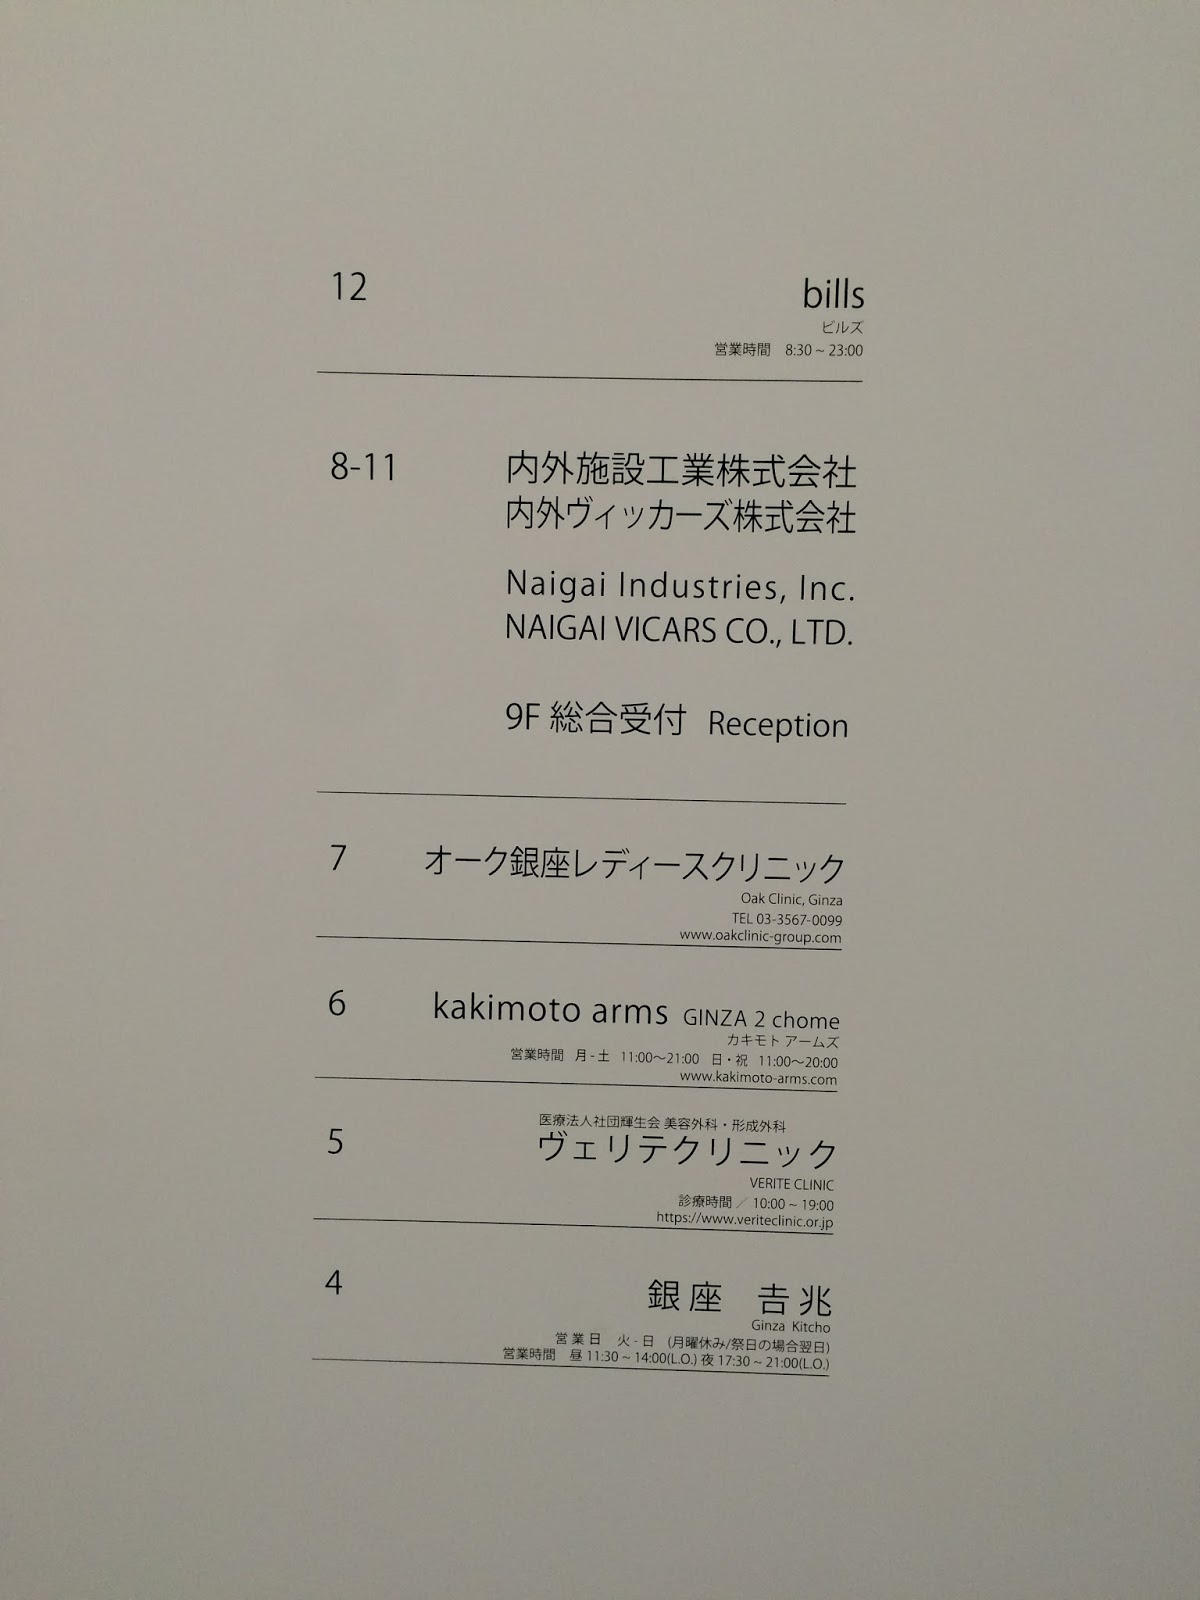 12
bills
ビルズ
営業時間 8:30 ~ 23:00
8-11
内外施設工業株式会社
内外ヴィッカーズ株式会社
Naigai Industries, Inc.
NAIGAI VICARS CO., LTD.
9F 総合受付 Reception
7
オーク銀座レディースクリニック
Oak Clinic, Ginza
TEL 03-3567-0099
www.oakclinic-group.com
6
kakimoto arms GINZA 2 chome
カキモト アームズ
営業時間 月-土 11:00～21:00 日・祝 11:00～20:00
www.kakimoto-arms.com
5
医療法人社団輝生会 美容外科・形成外科
ヴェリテクリニック
VERITE CLINIC
診療時間／10:00 ~ 19:00
https://www.veriteclinic.or.jp
4
銀座 𠮷兆
Ginza Kitcho
営業日 火-日 (月曜休み/祭日の場合翌日)
営業時間 昼 11:30 ~ 14:00(L.O.) 夜 17:30 ~ 21:00(L.O.)